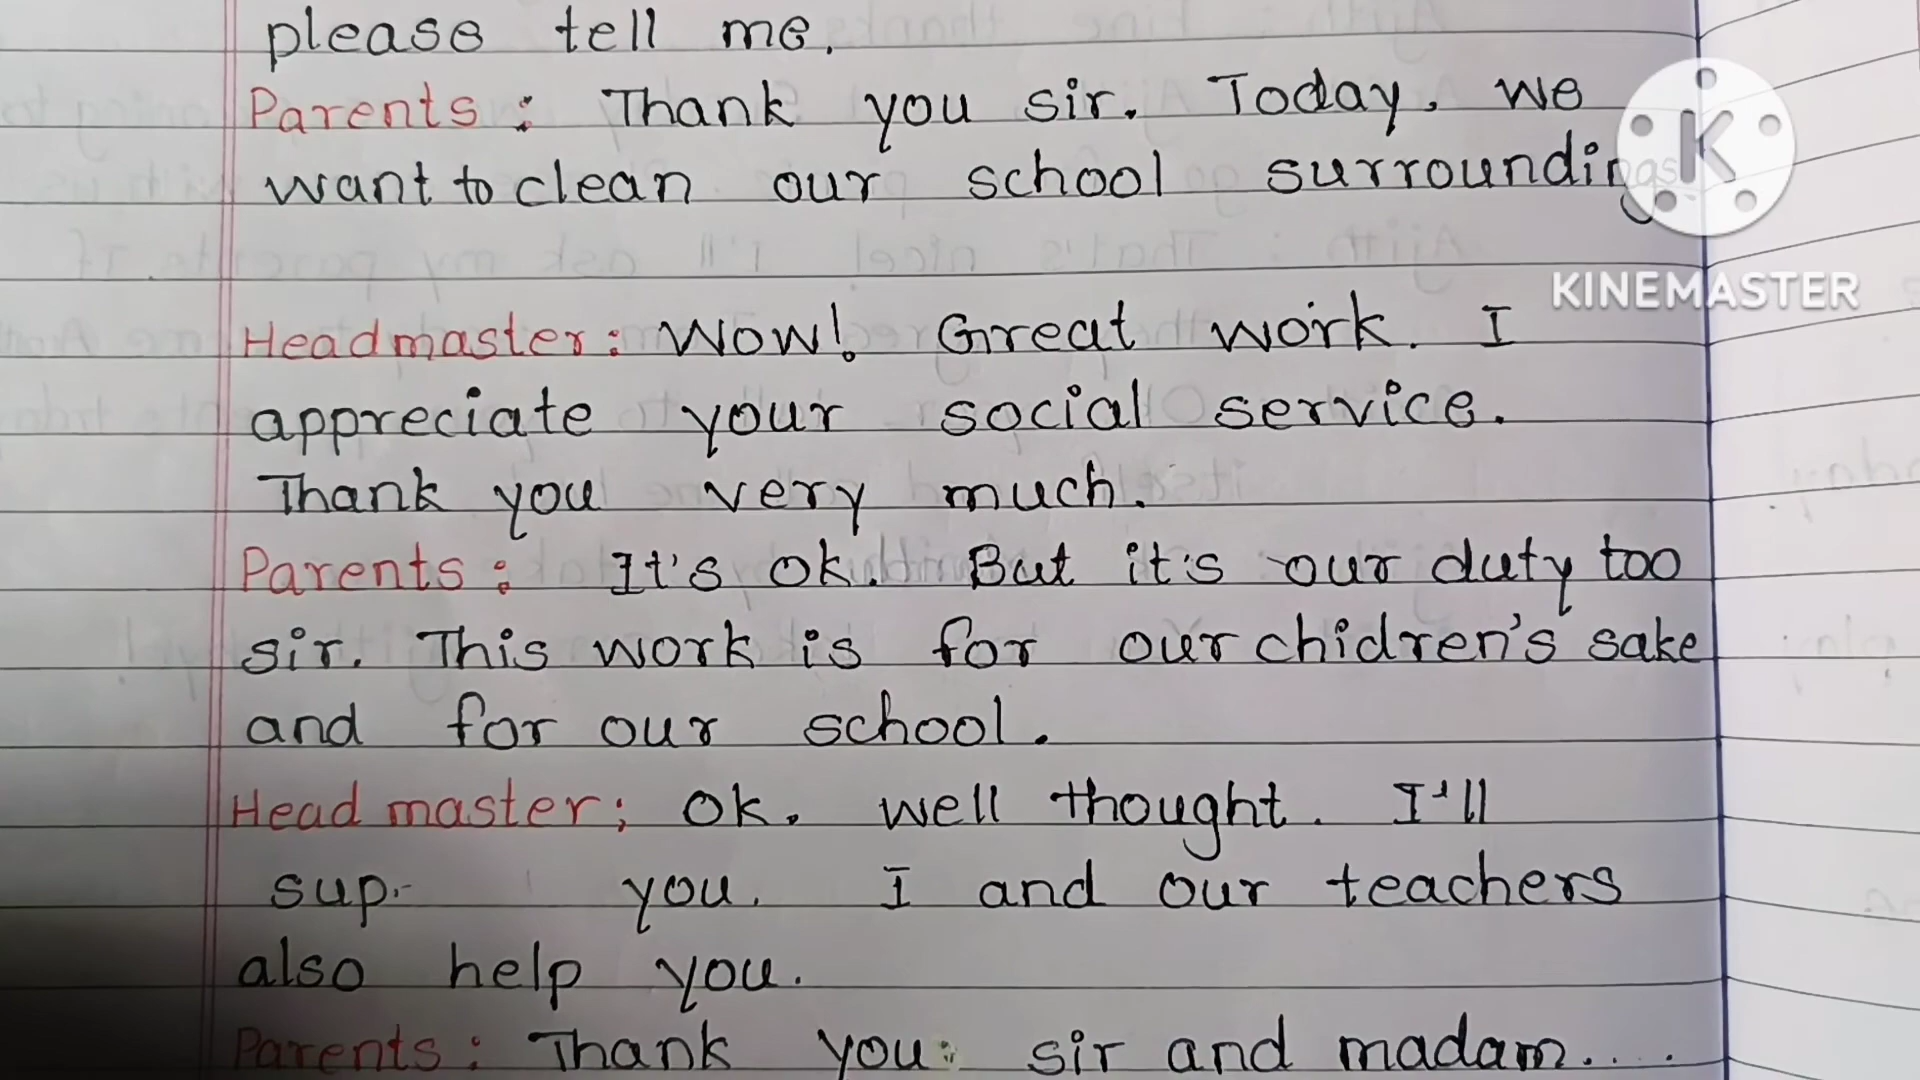 please tell me.
Parents: Thank you sir. Today, we
want to clean our school surroundings
Headmaster: Wow! Great work. I
appreciate your social service.
Thank you very much.
Parents: It's ok. But it's our duty too
sir. This work is for our chidren's sake
and for our school.
Head master; Ok. well thought. I'll
sup you. I and our teachers
also help you.
Parents: Thank you sir and madam....
KINEMASTER